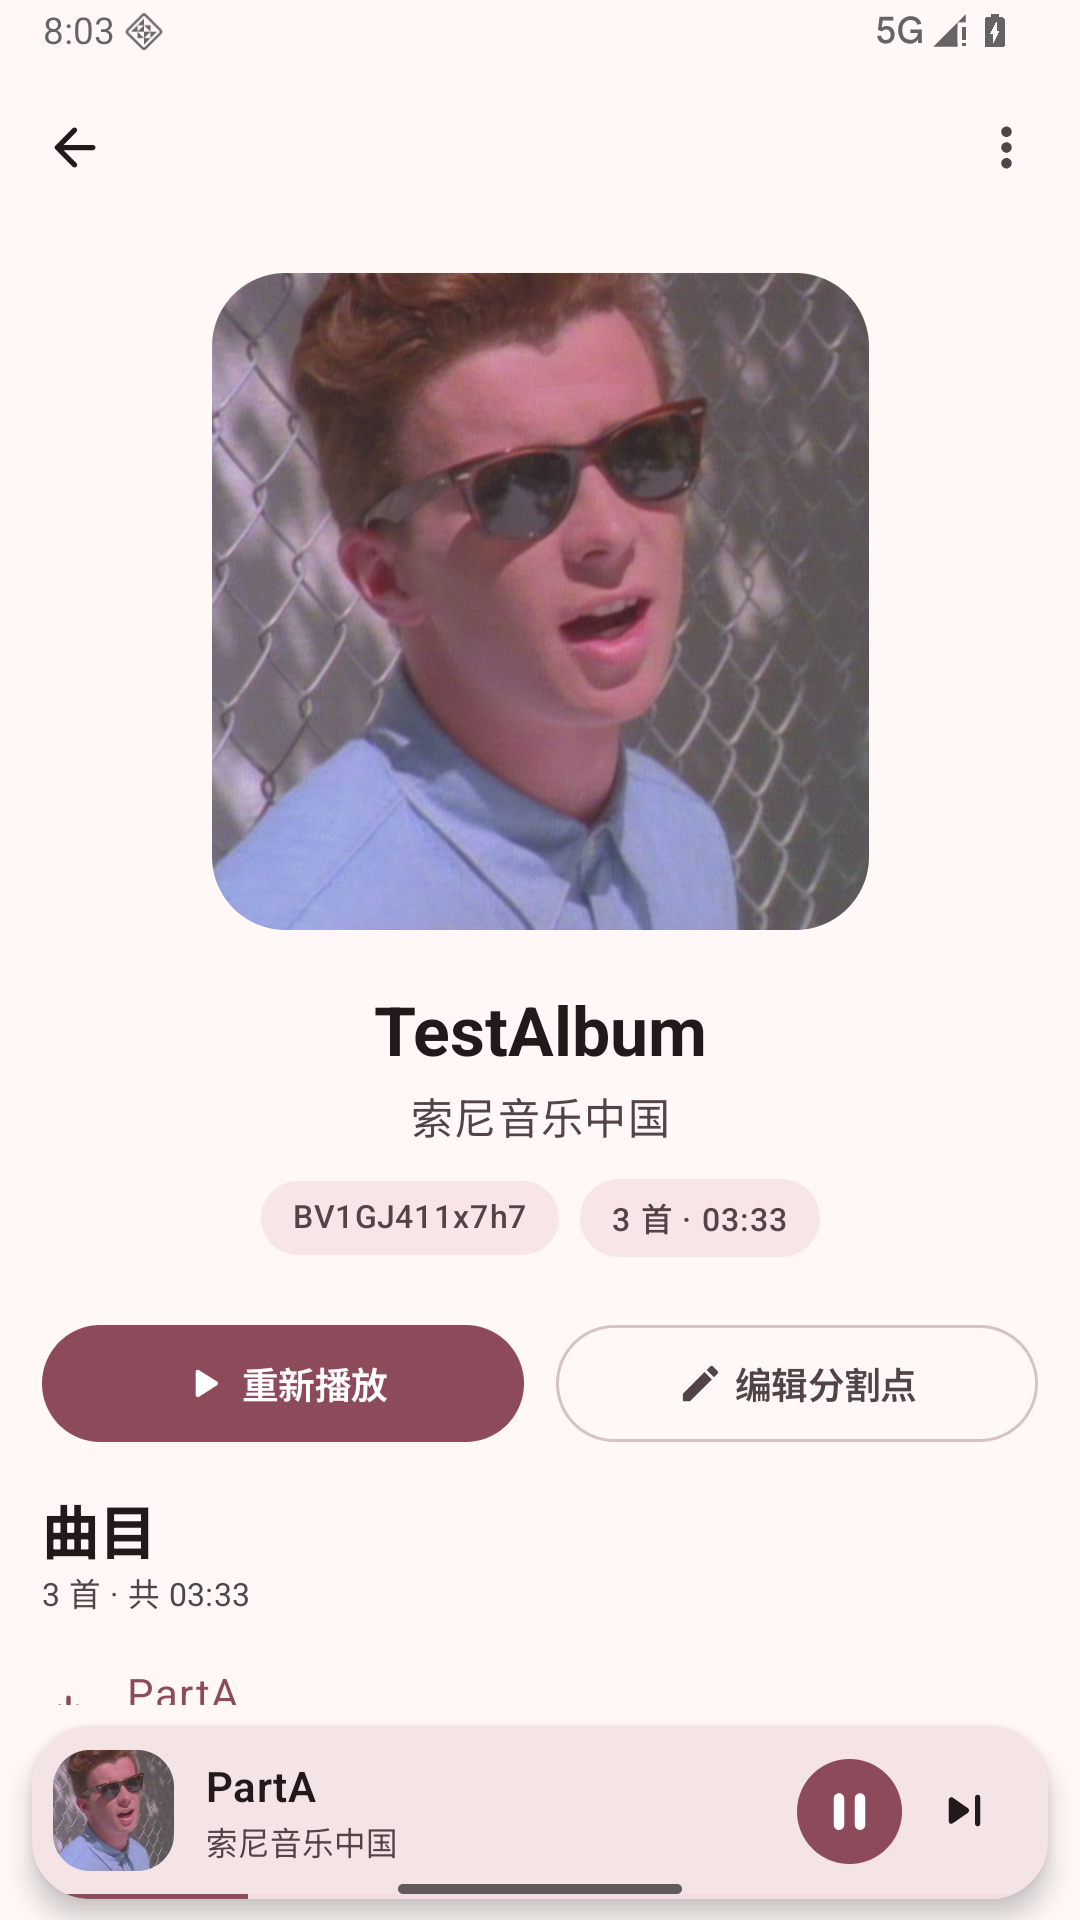 8:03
5G
TestAlbum
索尼音乐中国
BV1GJ411x7h7
3 首 · 03:33
重新播放
编辑分割点
曲目
3 首 · 共 03:33
PartA
PartA
索尼音乐中国